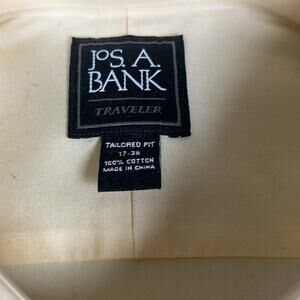 JOS. A.
BANK
TRAVELER
TAILORED FIT
17-36
100% COTTON
MADE IN CHINA